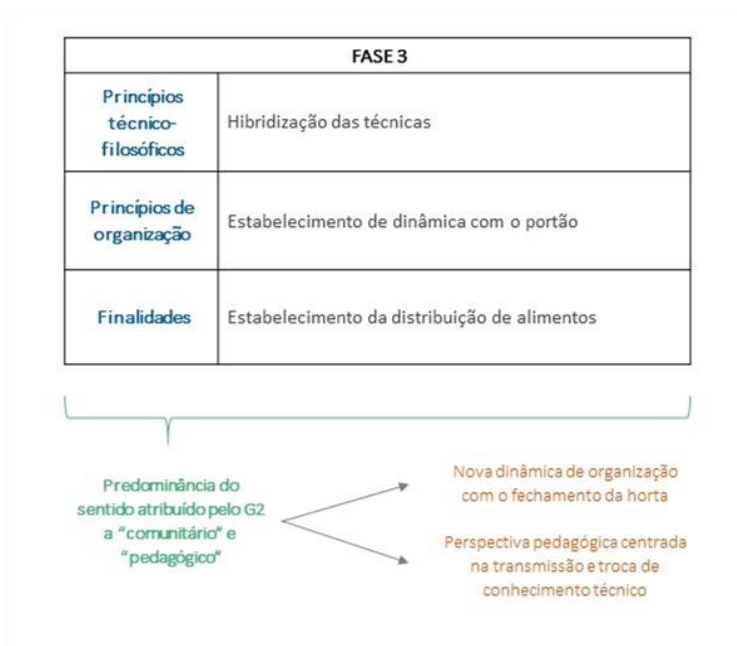 FASE 3
Princípios
técnico-
filosóficos
Hibridização das técnicas
Princípios de
organização
Estabelecimento de dinâmica com o portão
Finalidades
Estabelecimento da distribuição de alimentos
Predominância do
sentido atribuído pelo G2
a “comunitário” e
“pedagógico”
Nova dinâmica de organização
com o fechamento da horta
Perspectiva pedagógica centrada
na transmissão e troca de
conhecimento técnico